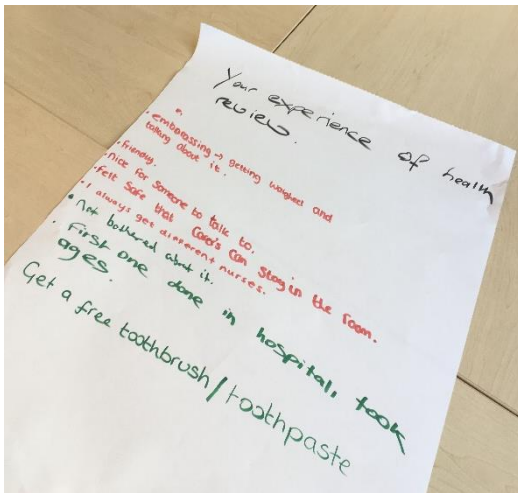 Your experience of health
review.
• embarassing → getting weighed and
talking about it.
• friendly.
• nice for someone to talk to.
• felt safe that Carers can stay in the room.
• I always get different nurses.
• not bothered about it.
• First one done in hospital, took
ages.
Get a free toothbrush/toothpaste